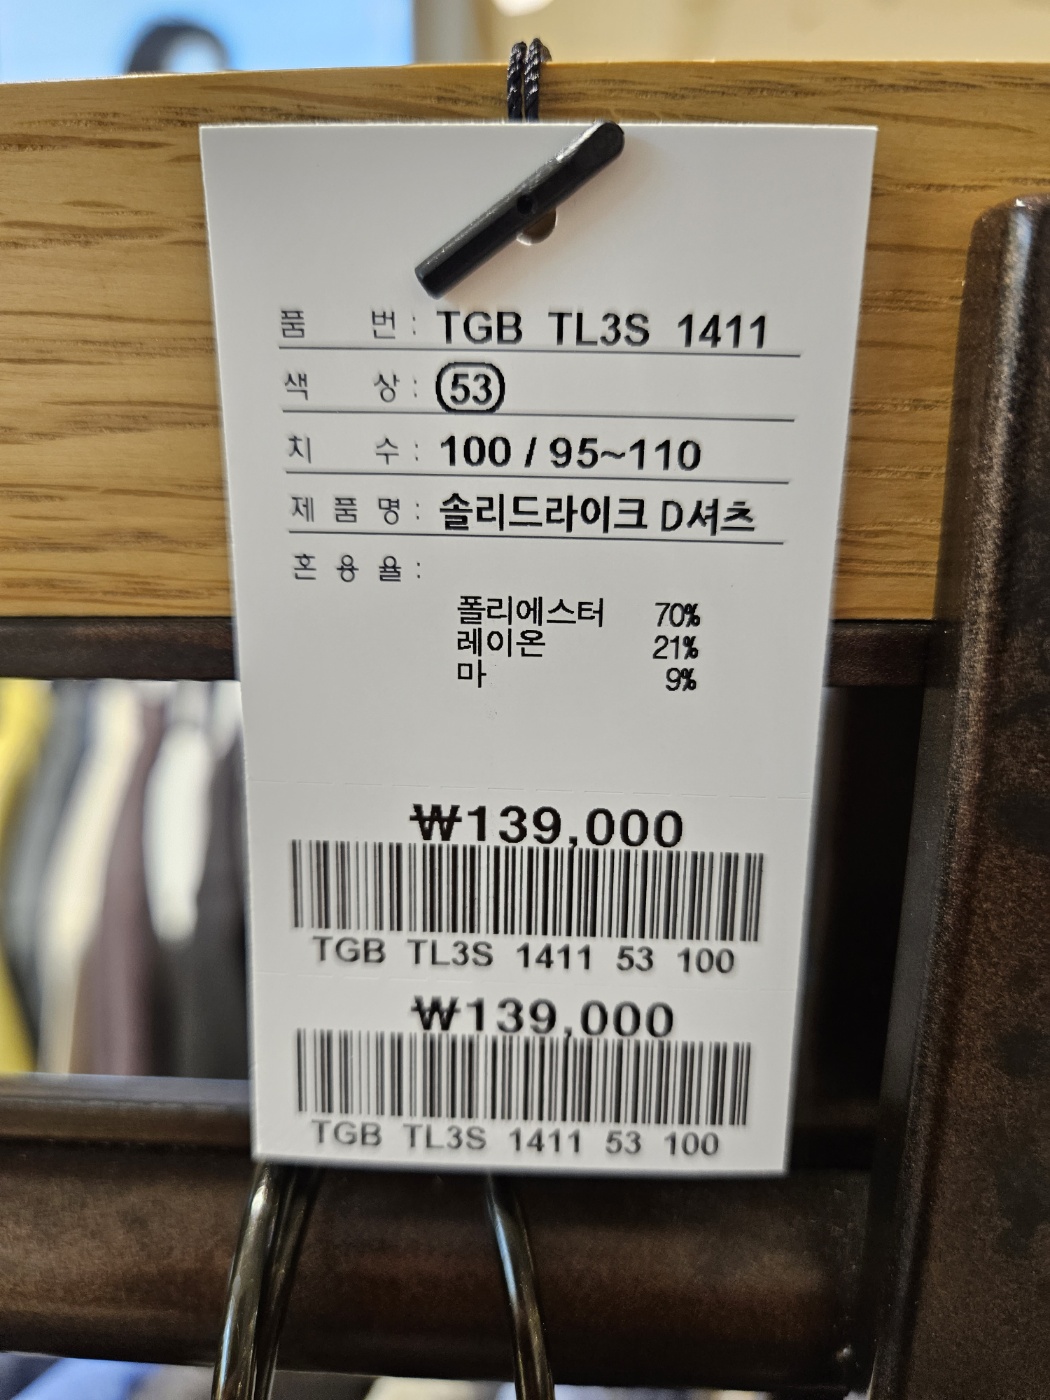 품 번 : TGB TL3S 1411
색 상 : 53
치 수 : 100 / 95~110
제 품 명 : 솔리드라이크 D셔츠
혼 용 율 :
폴리에스터 70%
레이온 21%
마 9%
₩139,000
TGB TL3S 1411 53 100
₩139,000
TGB TL3S 1411 53 100